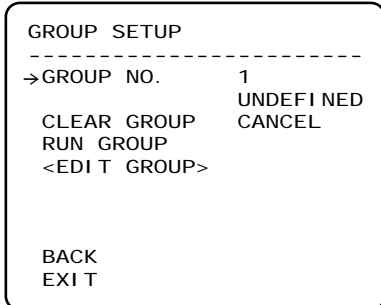 GROUP SETUP
------------------------
→GROUP NO. 1
UNDEFINED
CLEAR GROUP CANCEL
RUN GROUP
<EDIT GROUP>
BACK
EXIT